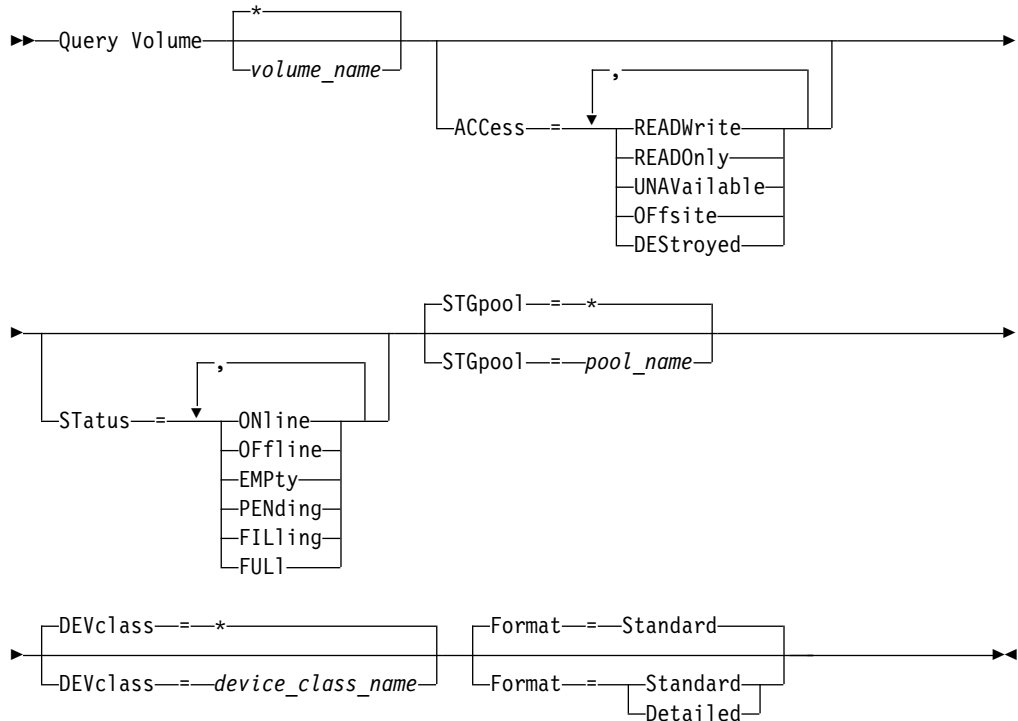 *
Query Volume
volume_name
,
ACCess = READWrite
READOnly
UNAVailable
OFfsite
DEStroyed
STGpool = *
STGpool = pool_name
,
STatus = ONline
OFfline
EMPty
PENding
FILling
FULl
DEVclass = *
DEVclass = device_class_name
Format = Standard
Format = Standard
Detailed